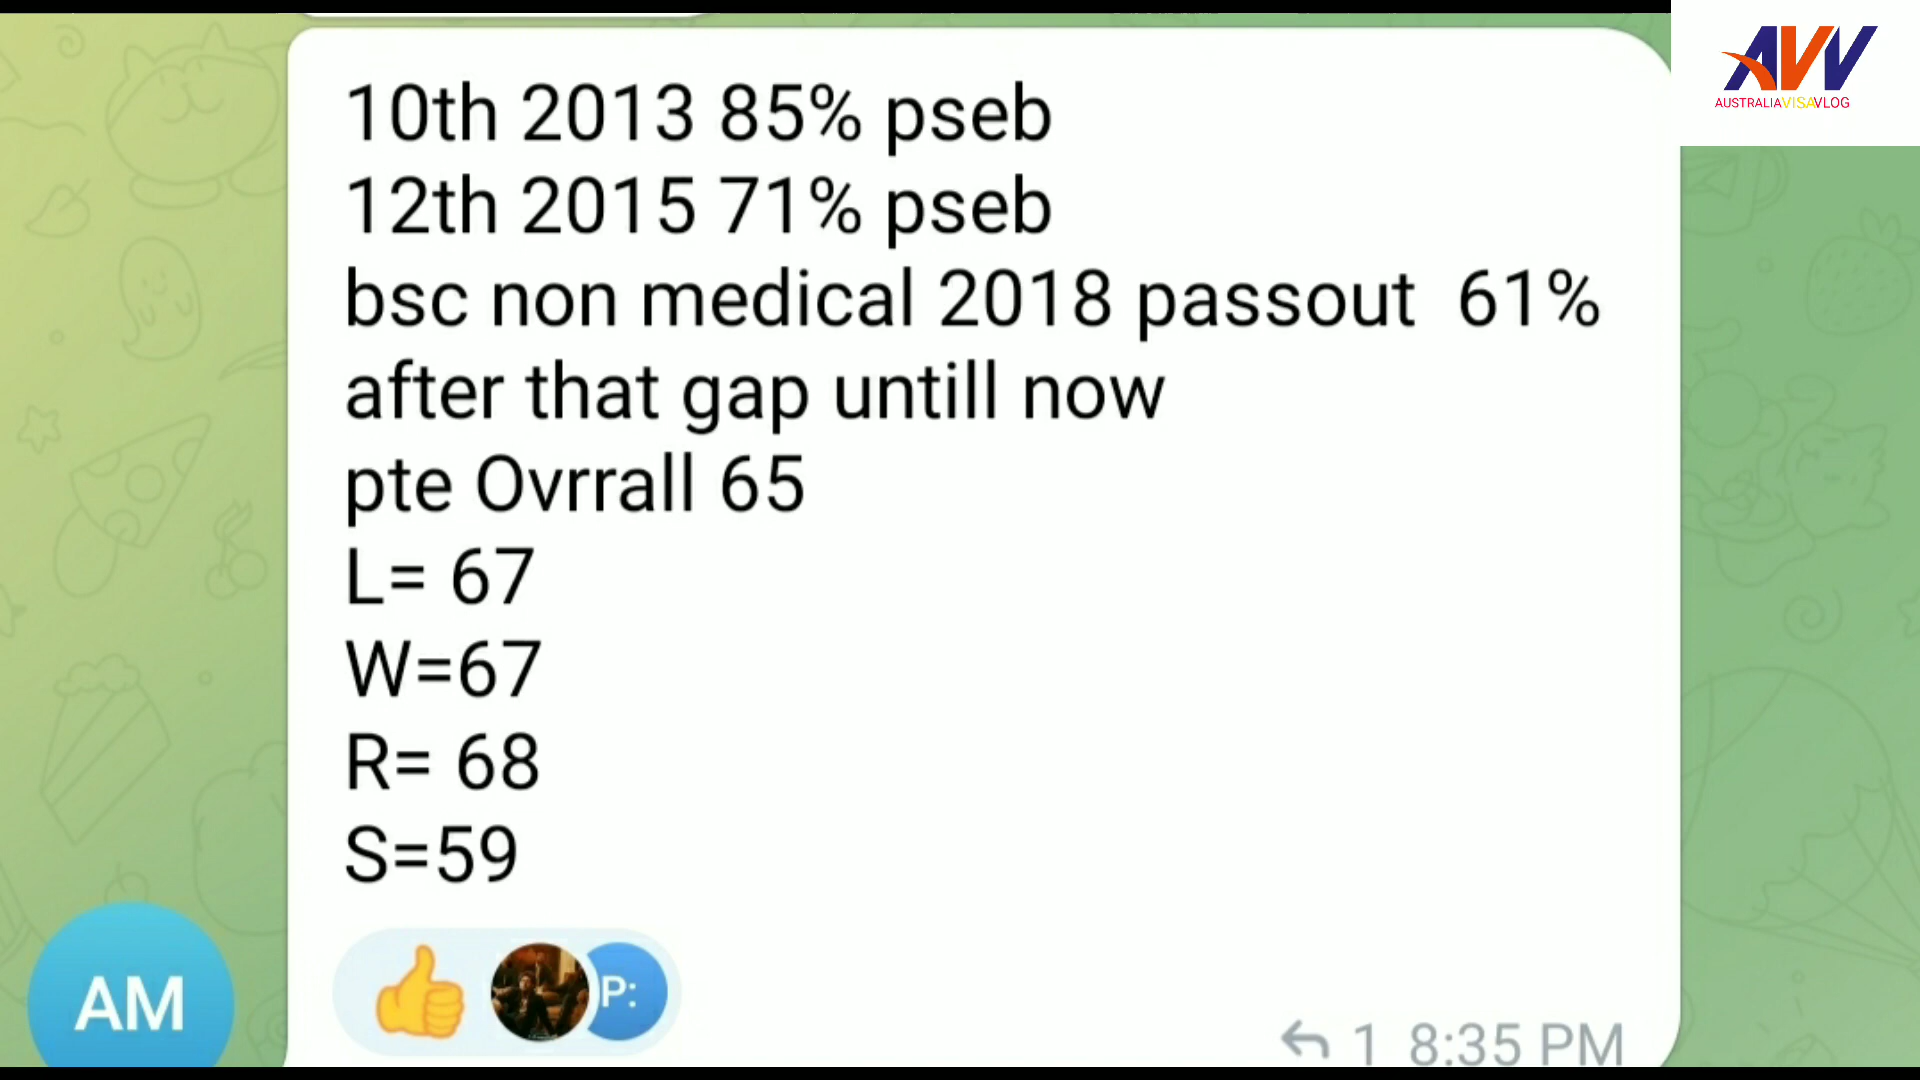 AVV
AUSTRALIAVISAVLOG
10th 2013 85% pseb
12th 2015 71% pseb
bsc non medical 2018 passout 61%
after that gap untill now
pte Ovrrall 65
L= 67
W=67
R= 68
S=59
AM
P:
1 8:35 PM